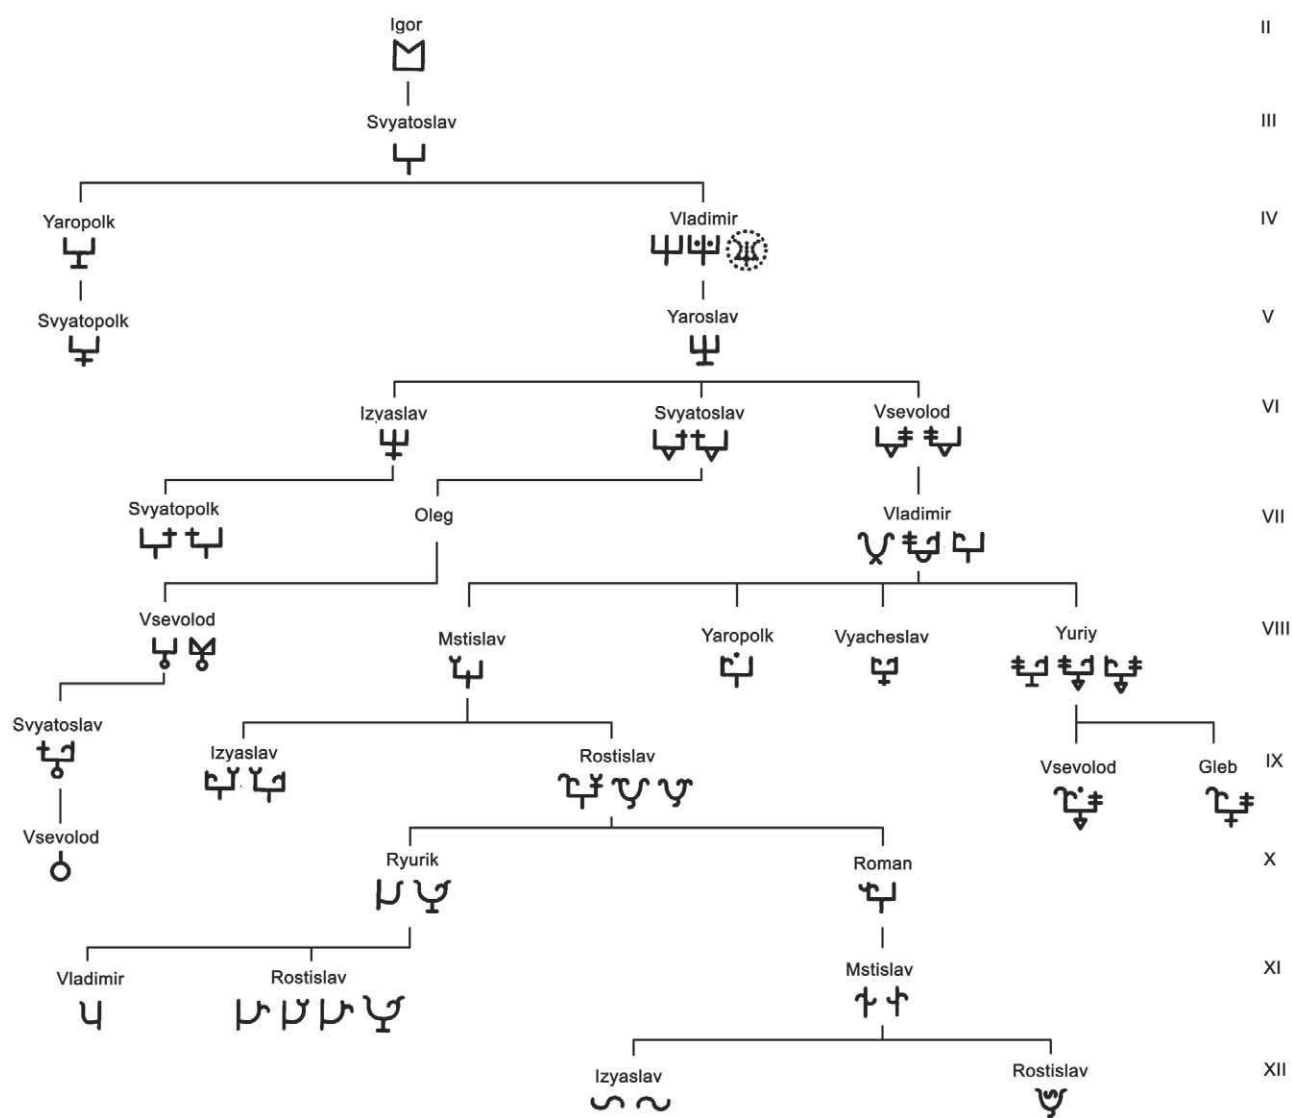 Igor II
Svyatoslav III
Yaropolk Vladimir IV
Svyatopolk Yaroslav V
Izyaslav Svyatoslav Vsevolod VI
Svyatopolk Oleg Vladimir VII
Vsevolod Mstislav Yaropolk Vyacheslav Yuriy VIII
Svyatoslav Izyaslav Rostislav Vsevolod Gleb IX
Vsevolod Ryurik Roman X
Vladimir Rostislav Mstislav XI
Izyaslav Rostislav XII